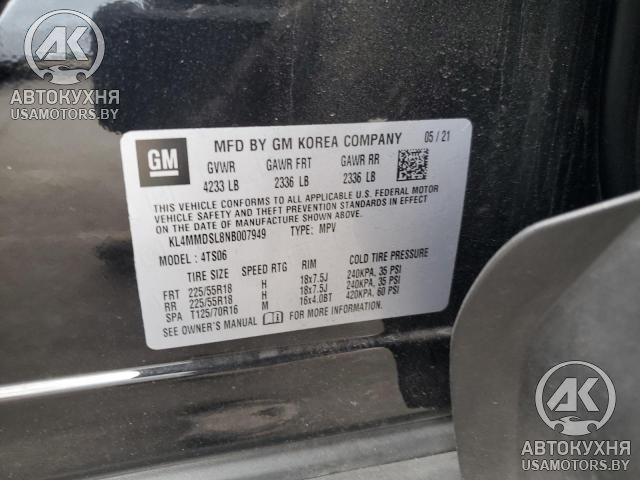 AK
АВТОКУХНЯ
USAMOTORS.BY
GM
MFD BY GM KOREA COMPANY 05 / 21
GVWR GAWR FRT GAWR RR
4233 LB 2336 LB 2336 LB
THIS VEHICLE CONFORMS TO ALL APPLICABLE U.S. FEDERAL MOTOR
VEHICLE SAFETY, BUMPER, AND THEFT PREVENTION STANDARDS IN EFFECT
ON THE DATE OF MANUFACTURE SHOWN ABOVE.
KL4MMDSL8NB007949 TYPE: MPV
MODEL : 4TS06
TIRE SIZE SPEED RTG RIM COLD TIRE PRESSURE
FRT 225/55R18 H 18x7.5J 240KPA, 35 PSI
RR 225/55R18 H 18x7.5J 240KPA, 35 PSI
SPA T125/70R16 M 16x4.0BT 420KPA, 60 PSI
SEE OWNER'S MANUAL FOR MORE INFORMATION
AK
АВТОКУХНЯ
USAMOTORS.BY